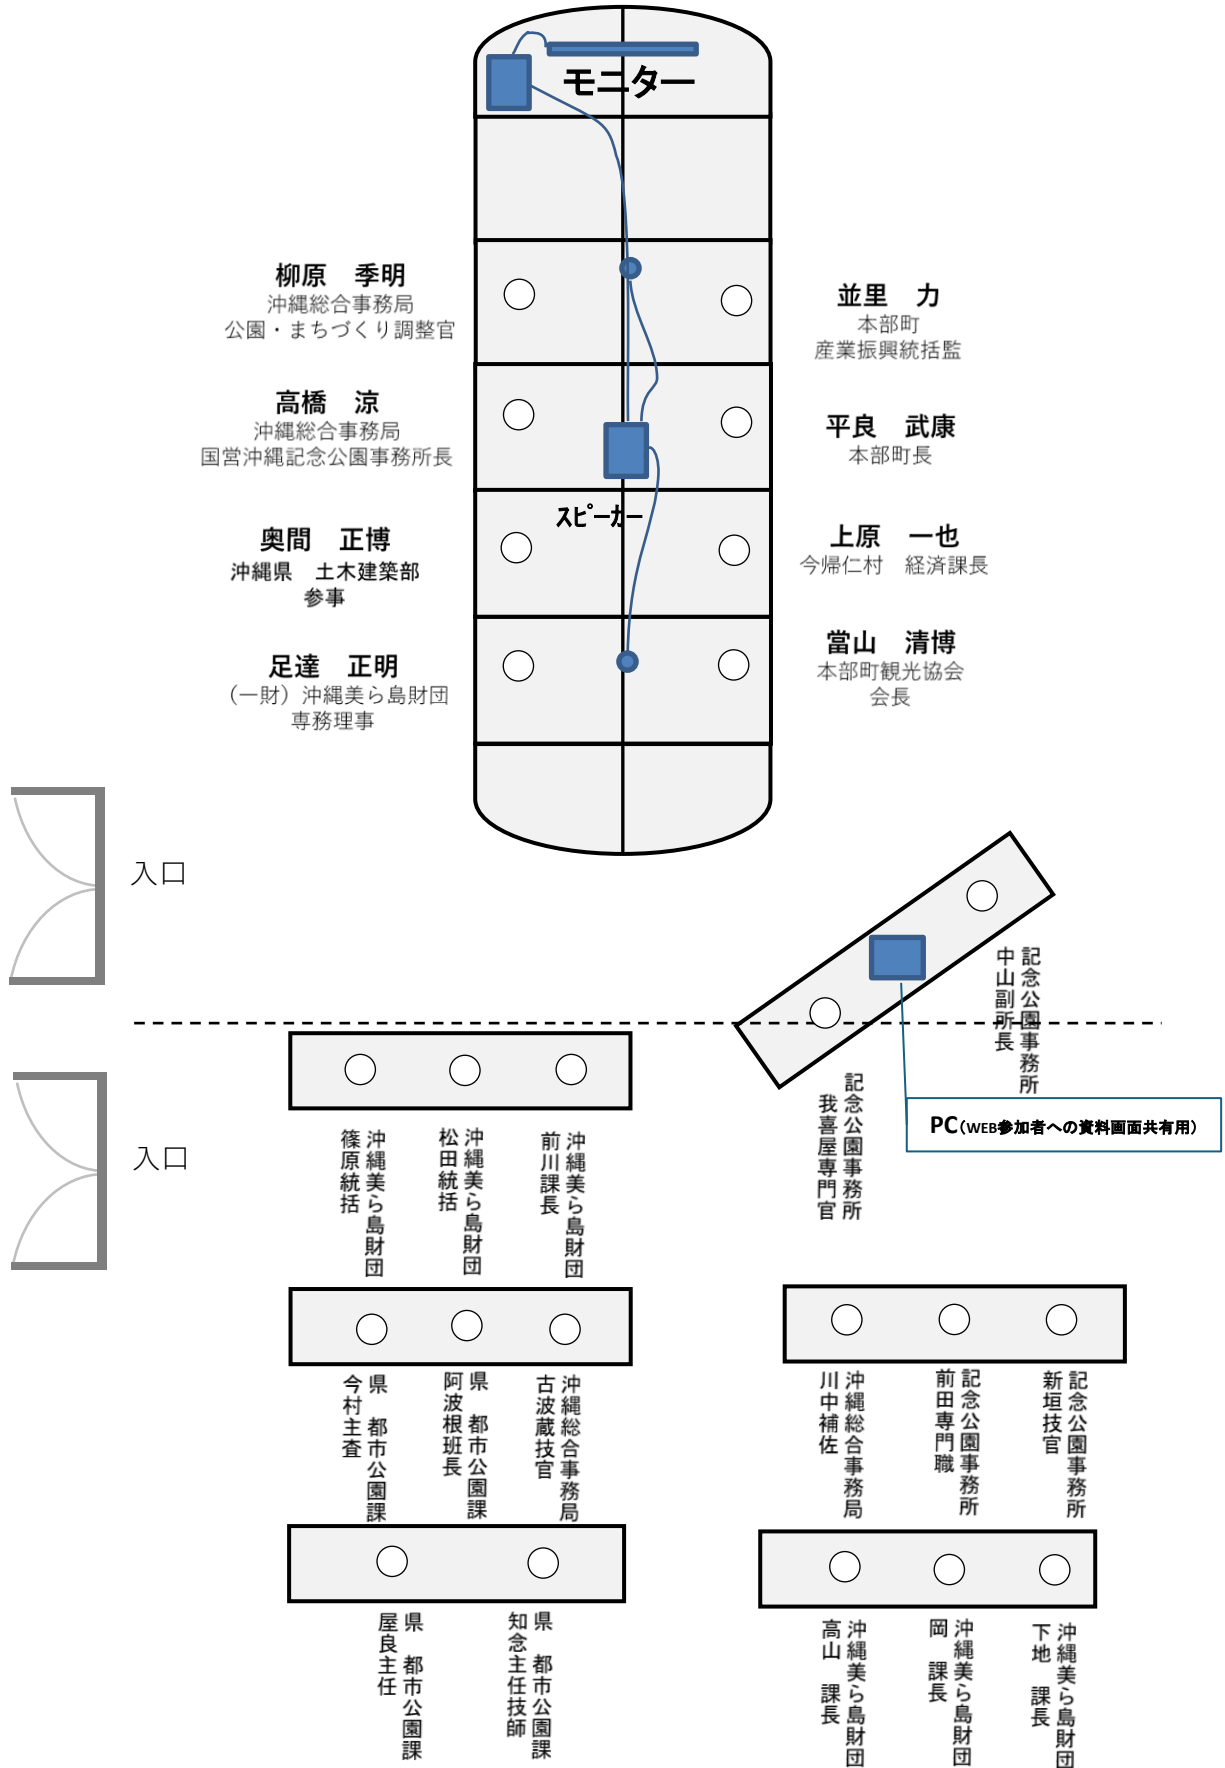 モニター
柳原　季明
沖縄総合事務局
公園・まちづくり調整官
並里　力
本部町
産業振興統括監
高橋　涼
沖縄総合事務局
国営沖縄記念公園事務所長
平良　武康
本部町長
スピーカー
奥間　正博
沖縄県　土木建築部
参事
上原　一也
今帰仁村　経済課長
足達　正明
（一財）沖縄美ら島財団
専務理事
當山　清博
本部町観光協会
会長
入口
記念公園事務所
中山副所長
記念公園事務所
我喜屋専門官
PC（WEB参加者への資料画面共有用）
入口
沖縄美ら島財団
篠原統括
沖縄美ら島財団
松田統括
沖縄美ら島財団
前川課長
県　都市公園課
今村主査
県　都市公園課
阿波根班長
沖縄総合事務局
古波蔵技官
沖縄総合事務局
川中補佐
記念公園事務所
前田専門職
記念公園事務所
新垣技官
県　都市公園課
屋良主任
県　都市公園課
知念主任技師
沖縄美ら島財団
高山　課長
沖縄美ら島財団
岡　課長
沖縄美ら島財団
下地　課長